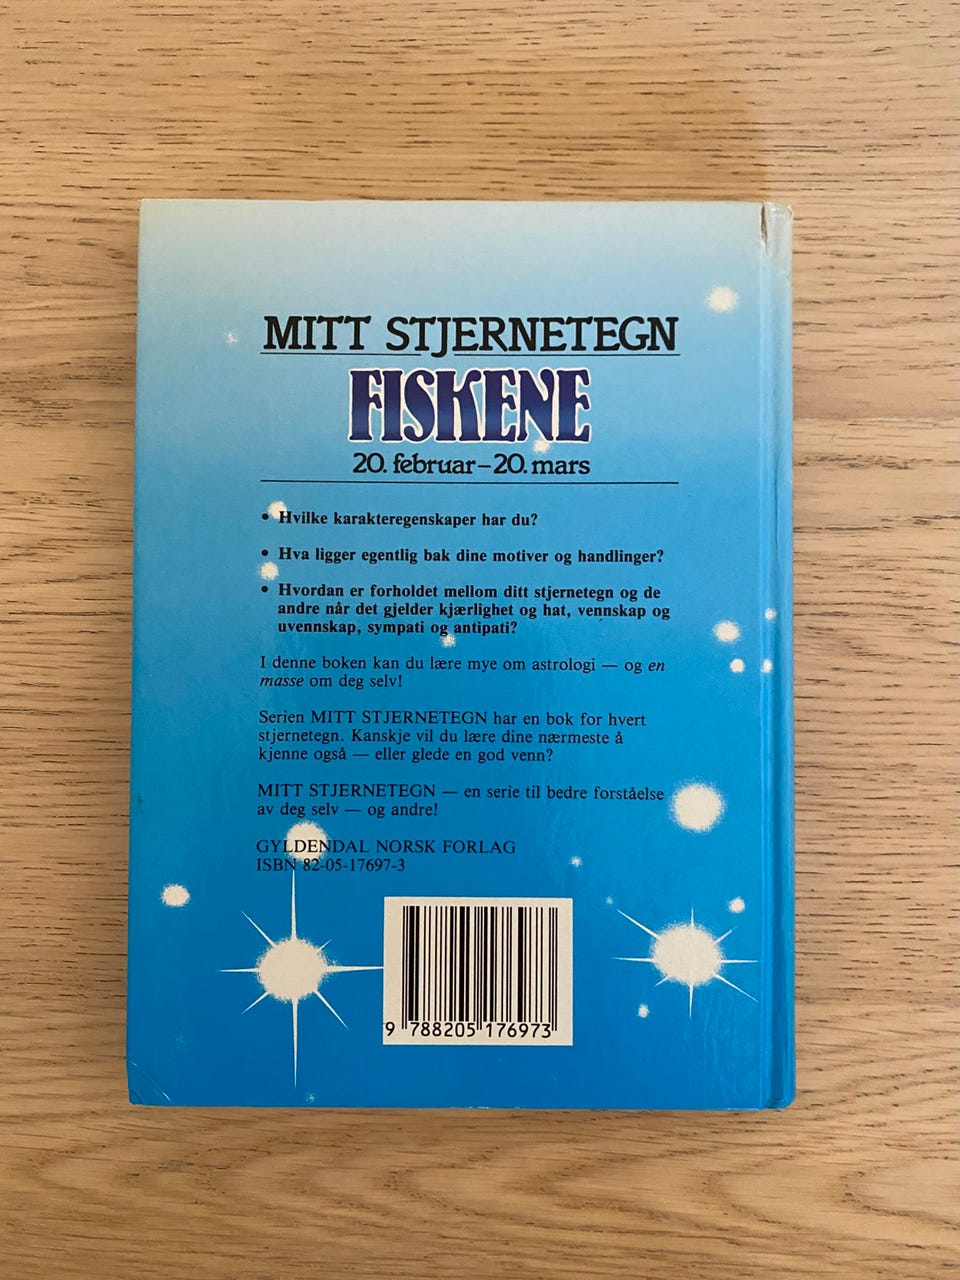 MITT STJERNETEGN
FISKENE
20. februar – 20. mars
• Hvilke karakteregenskaper har du?
• Hva ligger egentlig bak dine motiver og handlinger?
• Hvordan er forholdet mellom ditt stjernetegn og de
andre når det gjelder kjærlighet og hat, vennskap og
uvennskap, sympati og antipati?
I denne boken kan du lære mye om astrologi — og en
masse om deg selv!
Serien MITT STJERNETEGN har en bok for hvert
stjernetegn. Kanskje vil du lære dine nærmeste å
kjenne også — eller glede en god venn?
MITT STJERNETEGN — en serie til bedre forståelse
av deg selv — og andre!
GYLDENDAL NORSK FORLAG
ISBN 82-05-17697-3
9 788205 176973